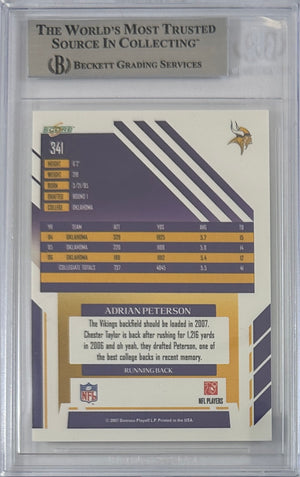 THE WORLD'S MOST TRUSTED
SOURCE IN COLLECTING™
BECKETT GRADING SERVICES
SCORE
341
HEIGHT 6'2"
WEIGHT 218
BORN 3/21/85
DRAFTED ROUND 1
COLLEGE OKLAHOMA
YR TEAM ATT YDS AVG TD
04 OKLAHOMA 339 1925 5.7 15
05 OKLAHOMA 220 1108 5.0 14
06 OKLAHOMA 188 1012 5.4 12
COLLEGIATE TOTALS 747 4045 5.4 41
ADRIAN PETERSON
The Vikings backfield should be loaded in 2007.
Chester Taylor is back after rushing for 1,216 yards
in 2006 and oh yeah, they drafted Peterson, one of
the best college backs in recent memory.
RUNNING BACK
NFL
NFL PLAYERS
© 2007 Donruss Playoff L.P. Printed in the USA.